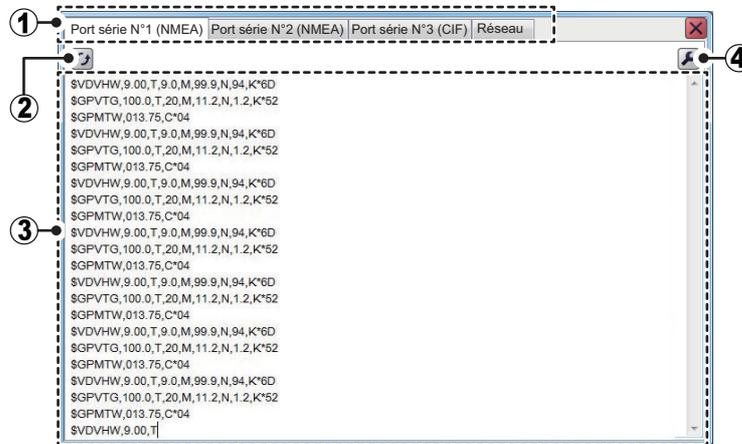 1
Port série N°1 (NMEA) Port série N°2 (NMEA) Port série N°3 (CIF) Réseau
2
4
3
$VDVHW,9.00,T,9.0,M,99.9,N,94,K*6D
$GPVTG,100.0,T,20,M,11.2,N,1.2,K*52
$GPMTW,013.75,C*04
$VDVHW,9.00,T,9.0,M,99.9,N,94,K*6D
$GPVTG,100.0,T,20,M,11.2,N,1.2,K*52
$GPMTW,013.75,C*04
$VDVHW,9.00,T,9.0,M,99.9,N,94,K*6D
$GPVTG,100.0,T,20,M,11.2,N,1.2,K*52
$GPMTW,013.75,C*04
$VDVHW,9.00,T,9.0,M,99.9,N,94,K*6D
$GPVTG,100.0,T,20,M,11.2,N,1.2,K*52
$GPMTW,013.75,C*04
$VDVHW,9.00,T,9.0,M,99.9,N,94,K*6D
$GPVTG,100.0,T,20,M,11.2,N,1.2,K*52
$GPMTW,013.75,C*04
$VDVHW,9.00,T,9.0,M,99.9,N,94,K*6D
$GPVTG,100.0,T,20,M,11.2,N,1.2,K*52
$GPMTW,013.75,C*04
$VDVHW,9.00,T,9.0,M,99.9,N,94,K*6D
$GPVTG,100.0,T,20,M,11.2,N,1.2,K*52
$GPMTW,013.75,C*04
$VDVHW,9.00,T